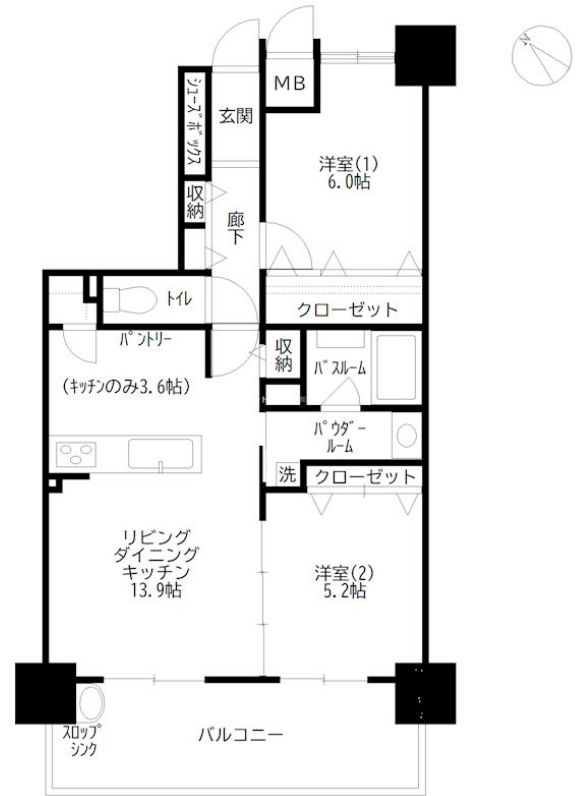 MB
N
シューズボックス
玄関
洋室(1)
6.0帖
収納
廊下
トイレ
クローゼット
パントリー
収納
バスルーム
(キッチンのみ3.6帖)
パウダー
ルーム
洗
クローゼット
リビング
ダイニング
キッチン
13.9帖
洋室(2)
5.2帖
スロップ
シンク
バルコニー